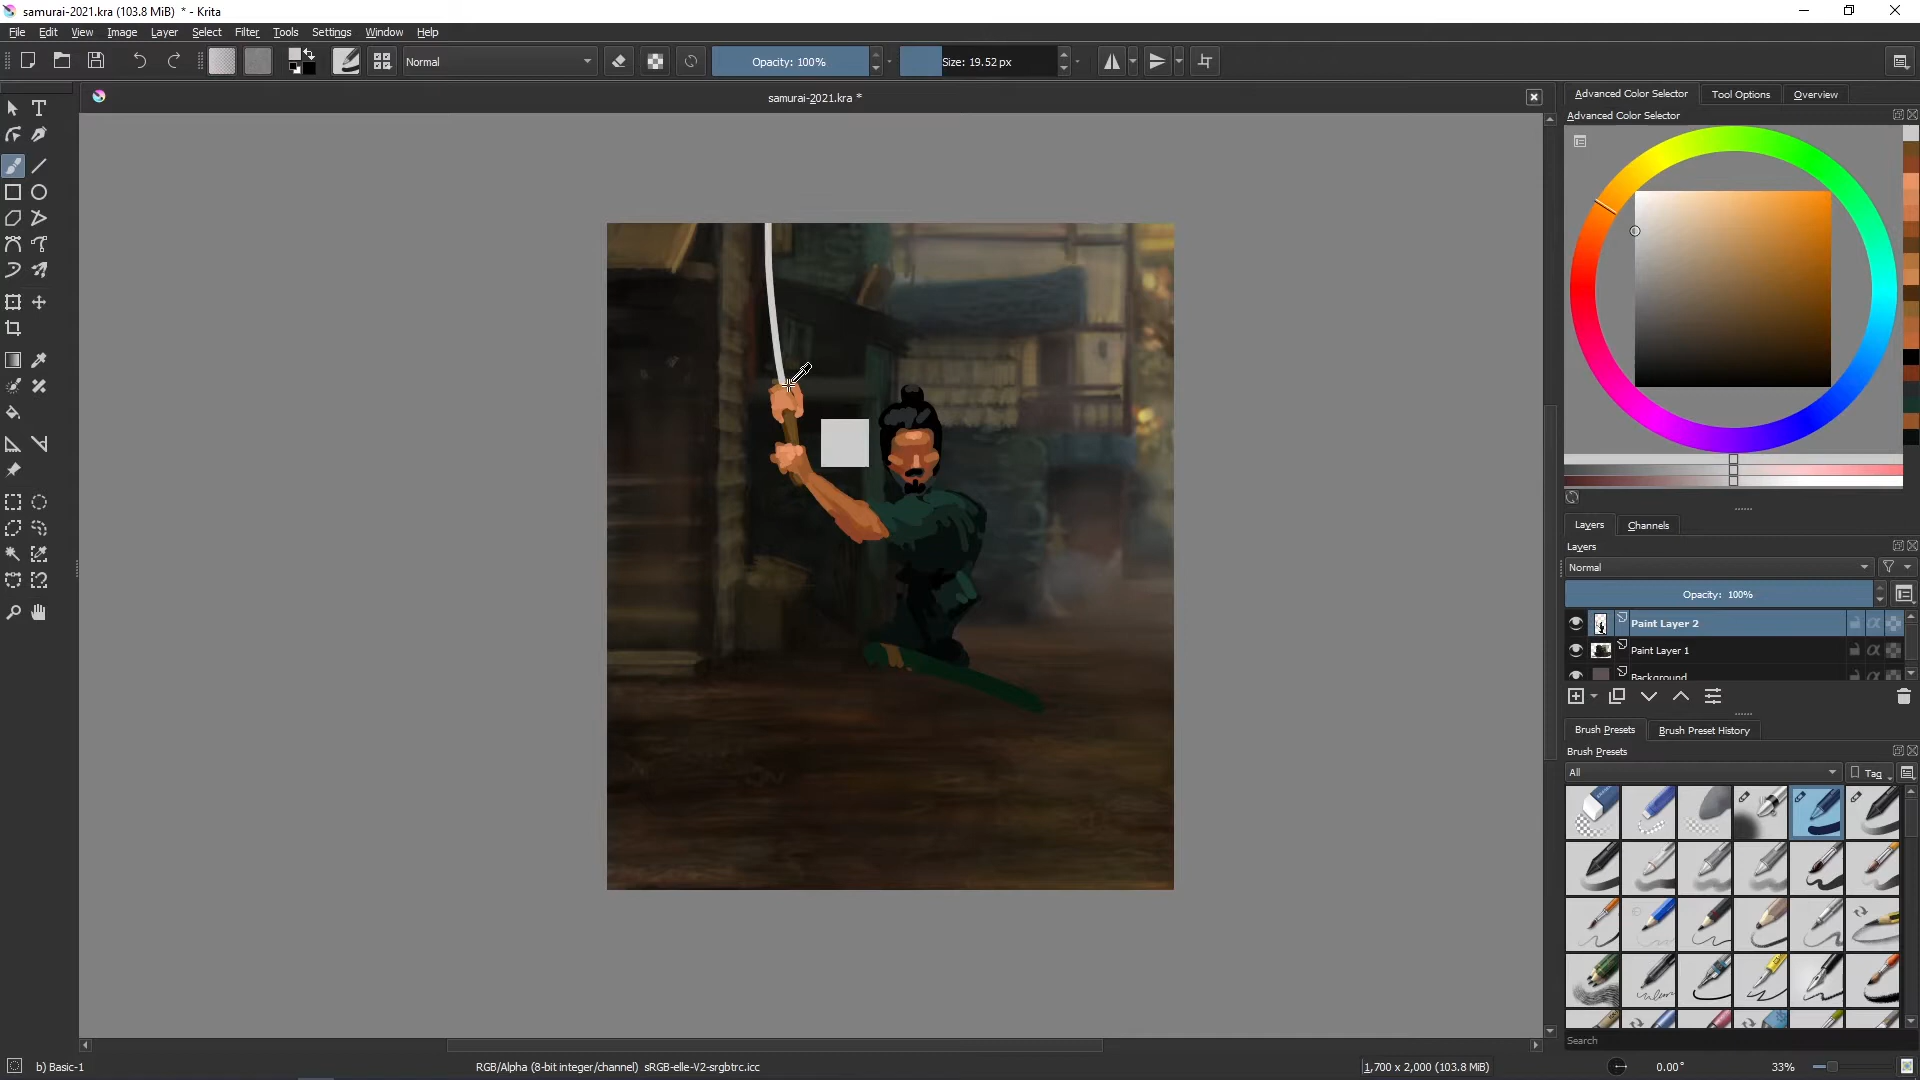 samurai-2021.kra (103.8 MiB) * - Krita
File Edit View Image Layer Select Filter Tools Settings Window Help
Normal Opacity: 100% Size: 19.52 px
samurai-2021.kra *
Advanced Color Selector Tool Options Overview
Advanced Color Selector
Layers Channels
Layers
Normal
Opacity: 100%
Paint Layer 2
Paint Layer 1
Background
Brush Presets Brush Preset History
Brush Presets
All Tag
Search
b) Basic-1 RGB/Alpha (8-bit integer/channel) sRGB-elle-V2-srgbtrc.icc 1,700 x 2,000 (103.8 MiB) 0.00° 33%